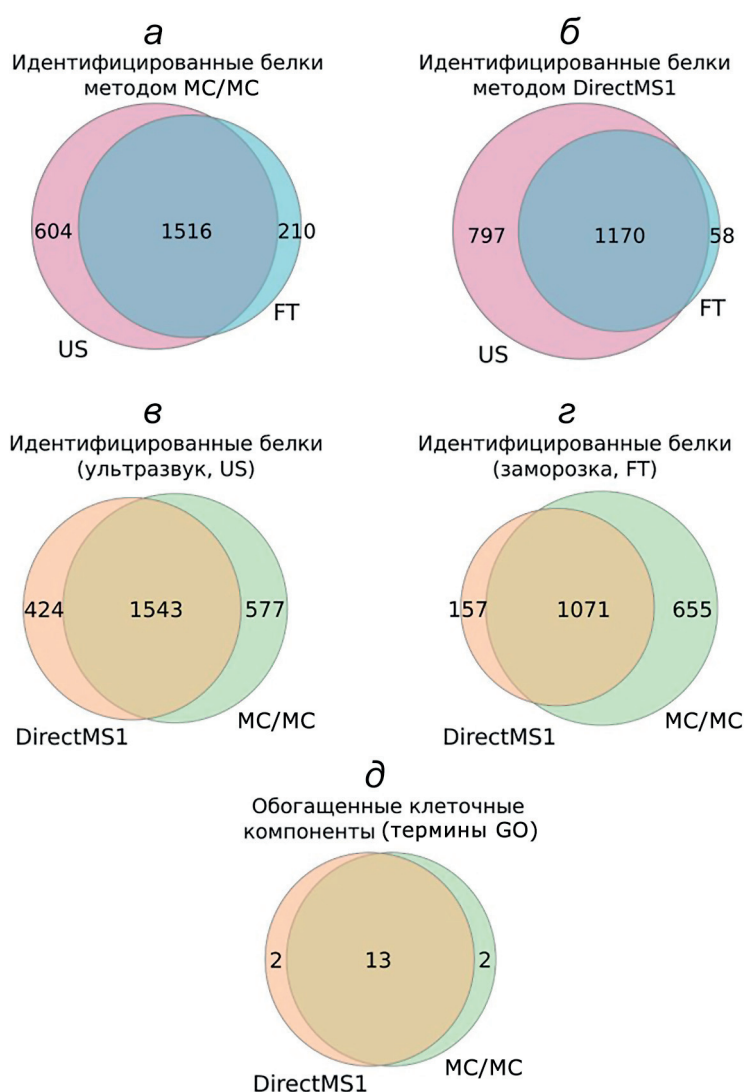 а
Идентифицированные белки
методом МС/МС
604
1516
210
FT
US
б
Идентифицированные белки
методом DirectMS1
797
1170
58
FT
US
в
Идентифицированные белки
(ультразвук, US)
424
1543
577
DirectMS1
МС/МС
г
Идентифицированные белки
(заморозка, FT)
157
1071
655
DirectMS1
МС/МС
д
Обогащенные клеточные
компоненты (термины GO)
2
13
2
DirectMS1
МС/МС